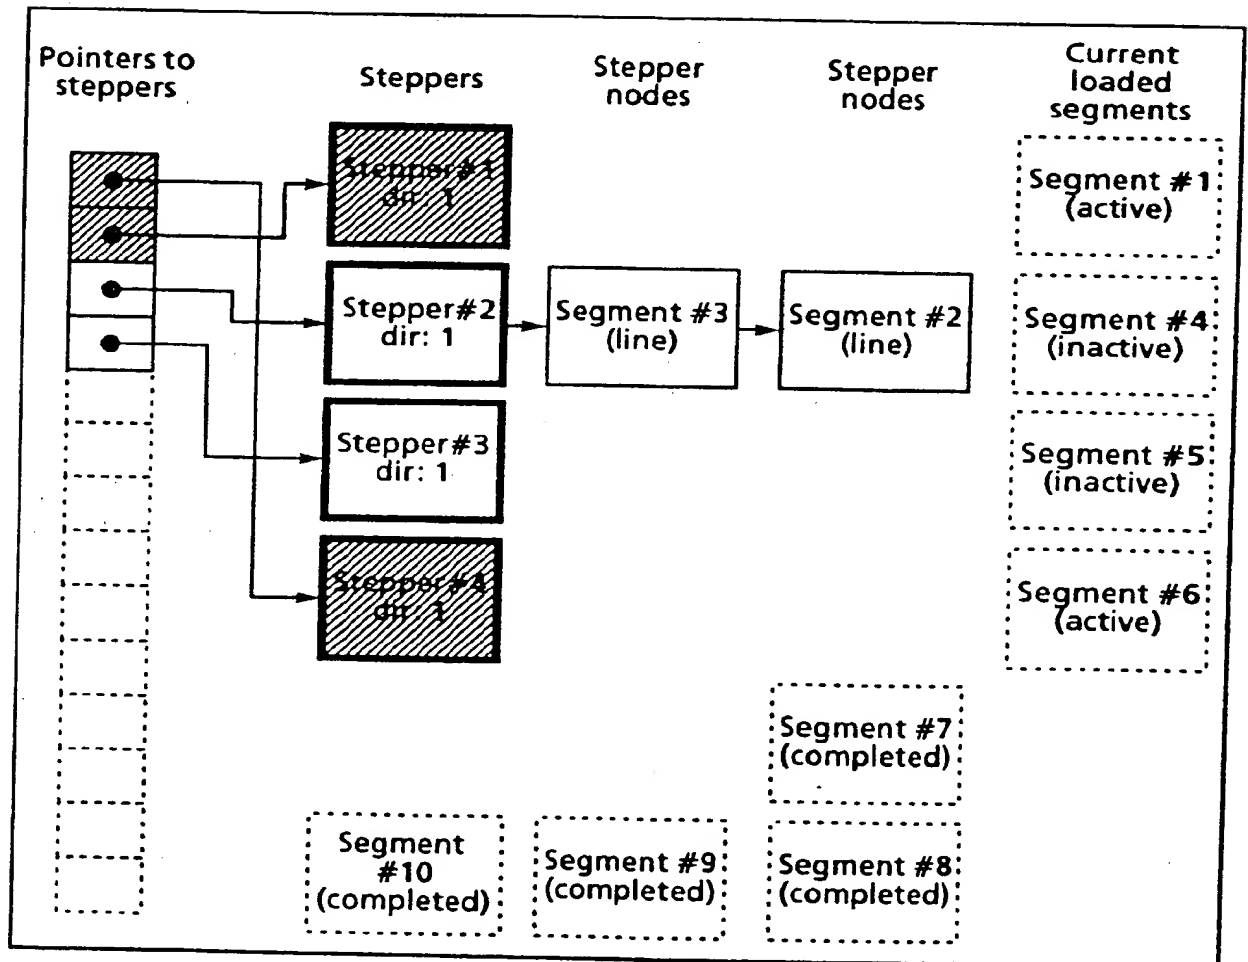 Pointers to
steppers
Steppers
Stepper
nodes
Stepper
nodes
Current
loaded
segments
Stepper#1
dir: 1
Segment #1
(active)
Stepper#2
dir: 1
Segment #3
(line)
Segment #2
(line)
Segment #4
(inactive)
Stepper#3
dir: 1
Segment #5
(inactive)
Stepper#4
dir: 1
Segment #6
(active)
Segment #7
(completed)
Segment
#10
(completed)
Segment #9
(completed)
Segment #8
(completed)